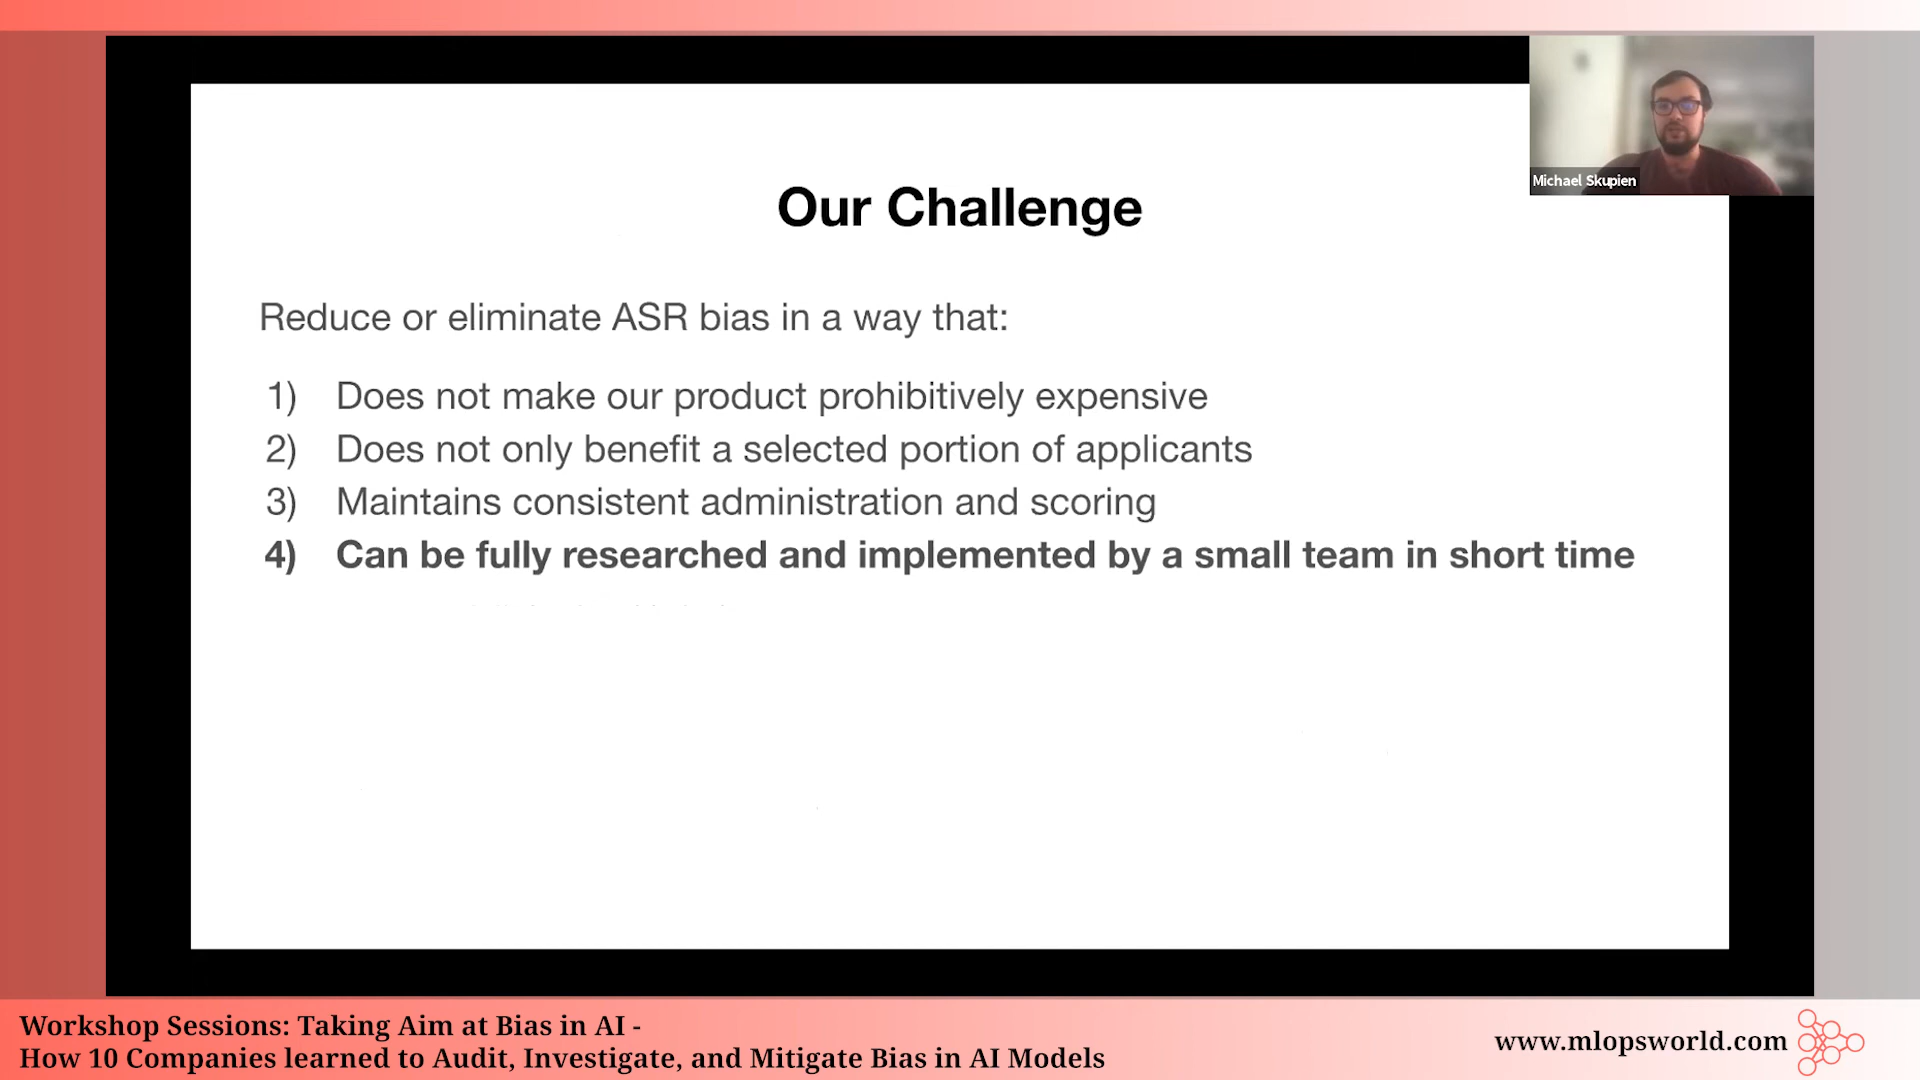 Michael Skupien
Our Challenge
Reduce or eliminate ASR bias in a way that:
1) Does not make our product prohibitively expensive
2) Does not only benefit a selected portion of applicants
3) Maintains consistent administration and scoring
4) Can be fully researched and implemented by a small team in short time
Workshop Sessions: Taking Aim at Bias in AI -
How 10 Companies learned to Audit, Investigate, and Mitigate Bias in AI Models
www.mlopsworld.com